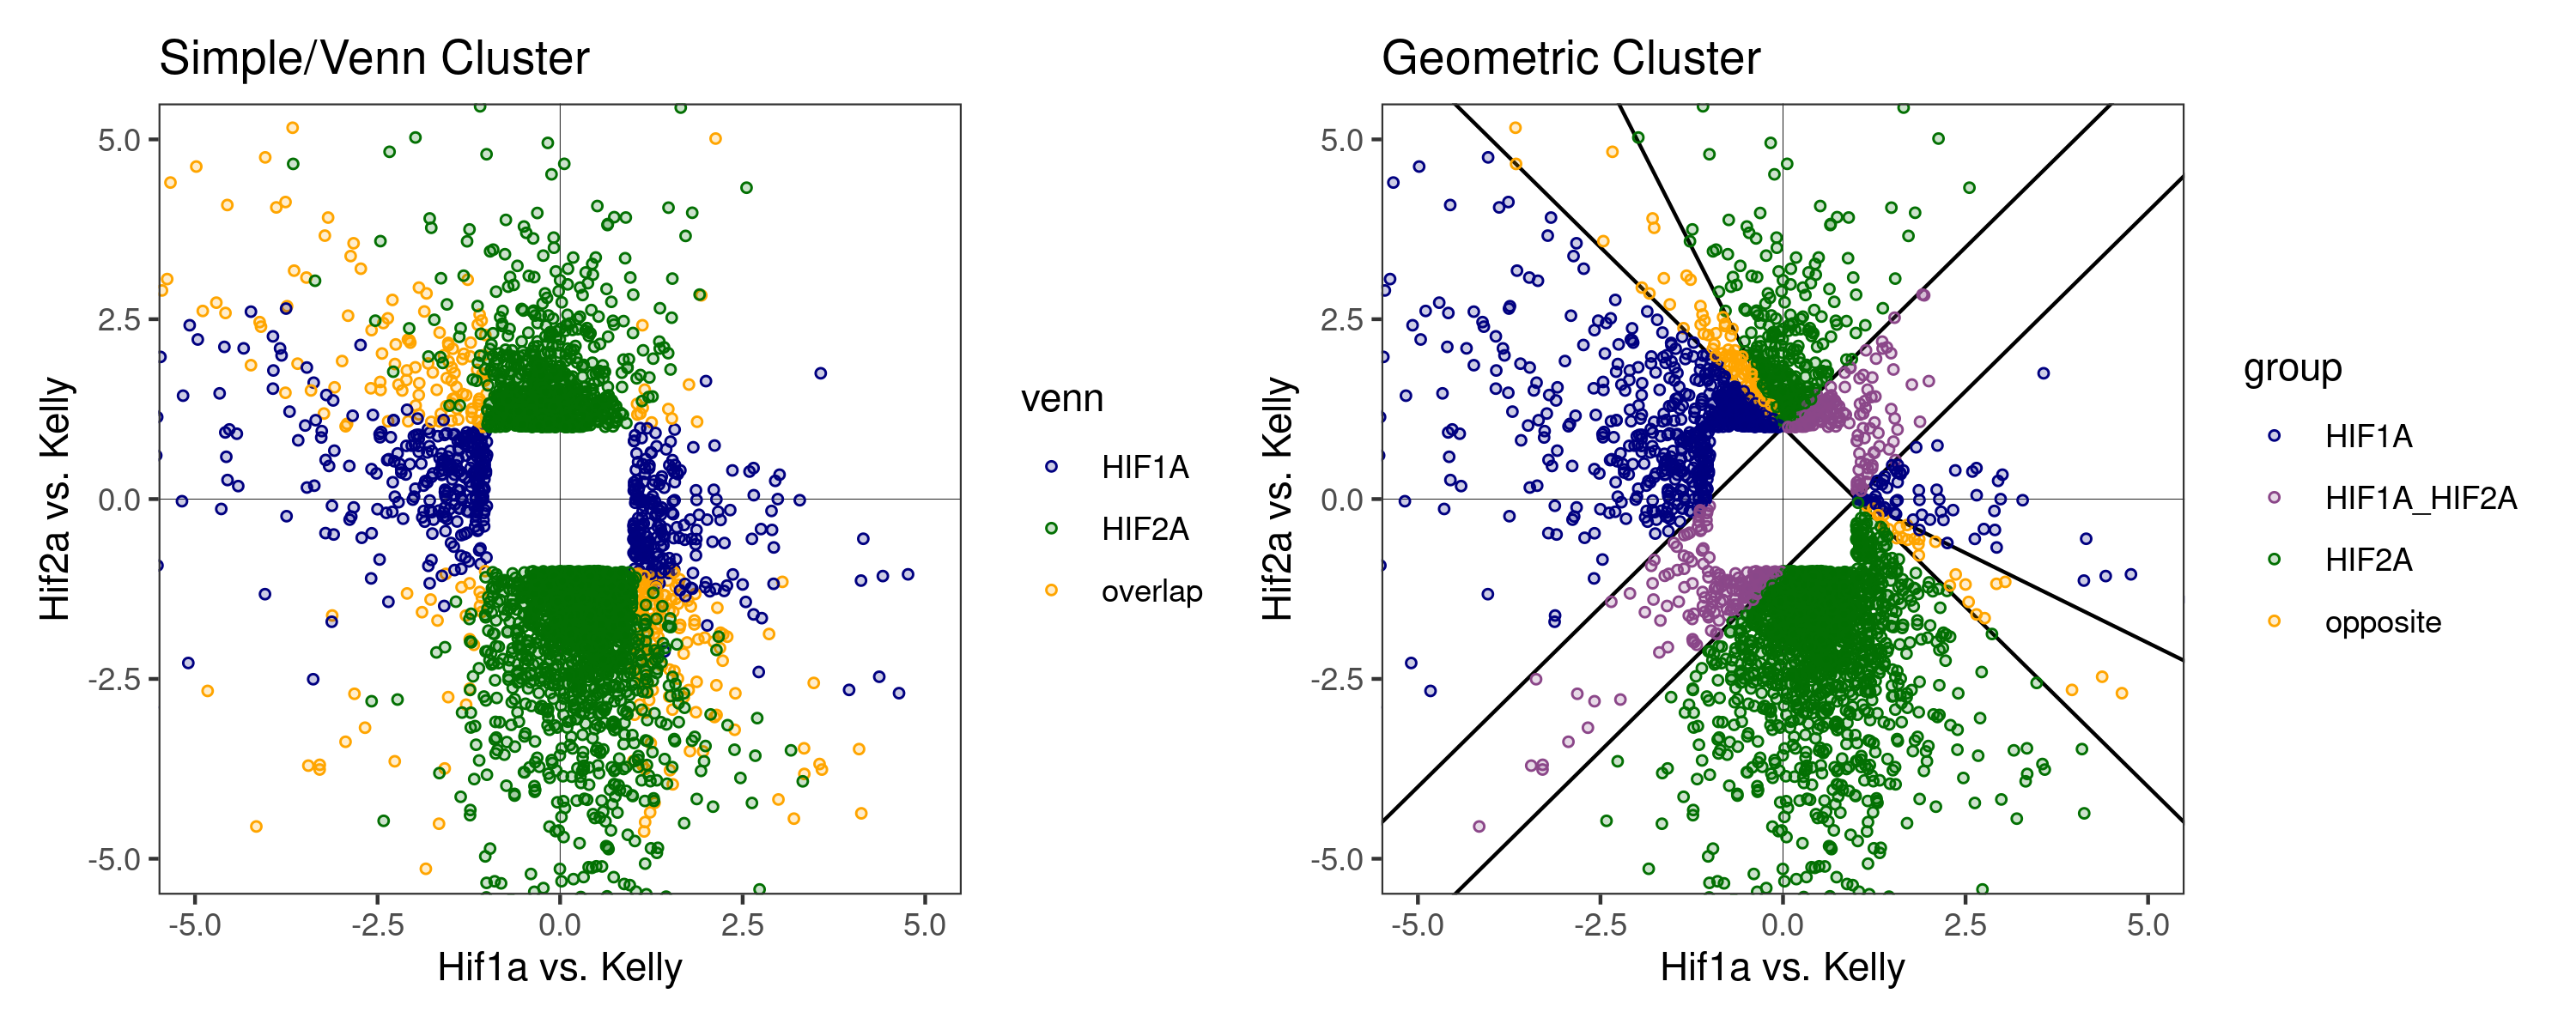 Simple/Venn Cluster
5.0
2.5
0.0
-2.5
-5.0
Hif2a vs. Kelly
-5.0 -2.5 0.0 2.5 5.0
Hif1a vs. Kelly
venn
HIF1A
HIF2A
overlap
Geometric Cluster
5.0
2.5
0.0
-2.5
-5.0
Hif2a vs. Kelly
-5.0 -2.5 0.0 2.5 5.0
Hif1a vs. Kelly
group
HIF1A
HIF1A_HIF2A
HIF2A
opposite